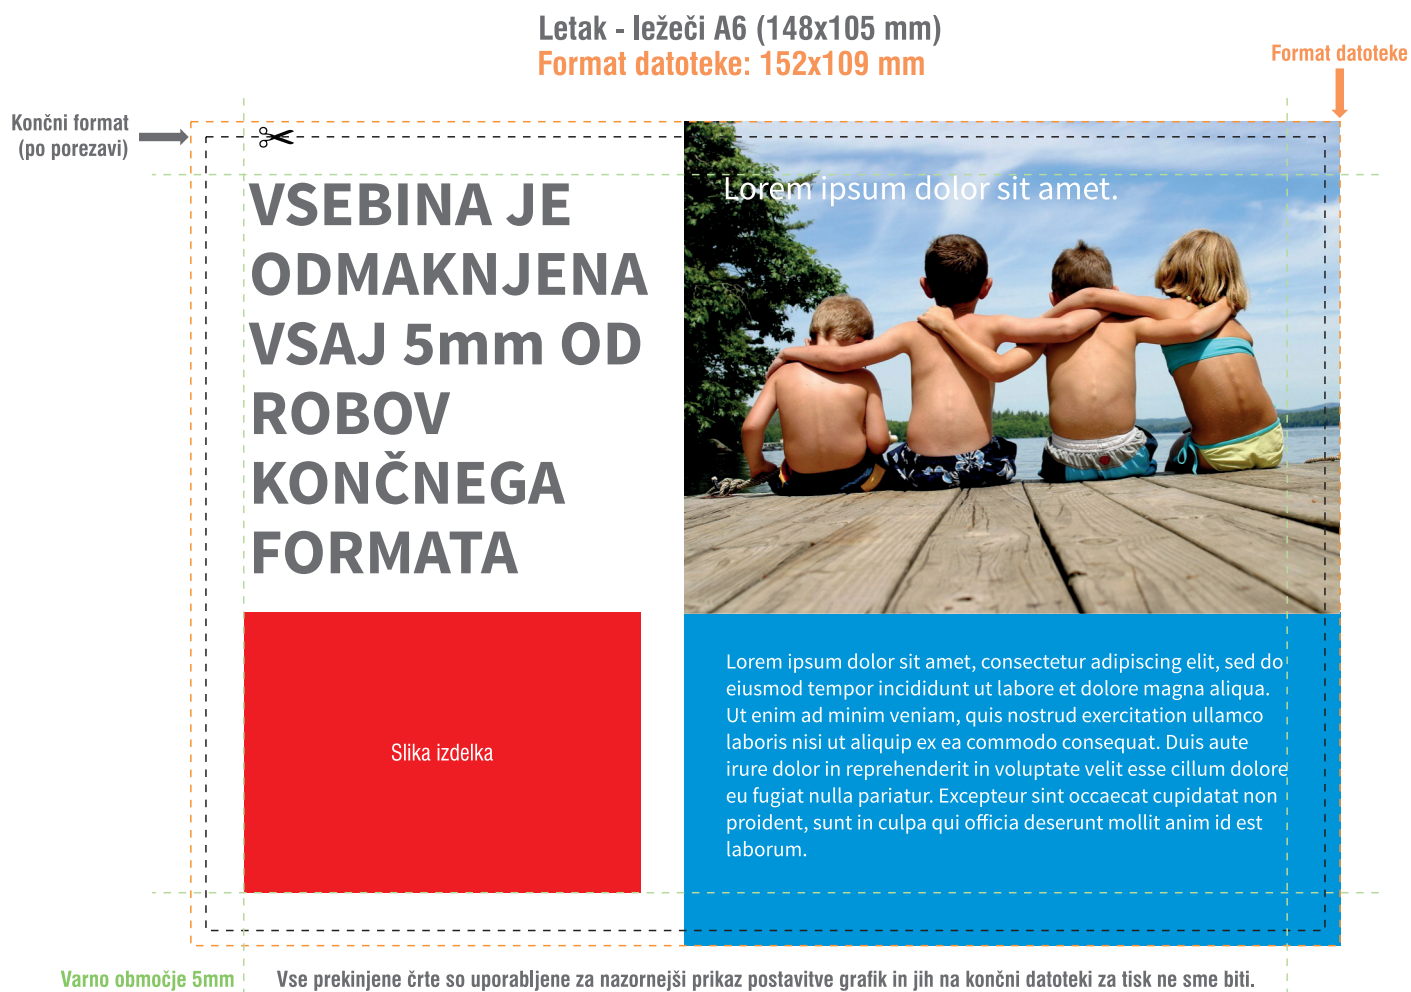 Letak - ležeči A6 (148x105 mm)
Format datoteke: 152x109 mm
Format datoteke
Končni format
(po porezavi)
VSEBINA JE
ODMAKNJENA
VSAJ 5mm OD
ROBOV
KONČNEGA
FORMATA
Slika izdelka
Lorem ipsum dolor sit amet.
Lorem ipsum dolor sit amet, consectetur adipiscing elit, sed do
eiusmod tempor incididunt ut labore et dolore magna aliqua.
Ut enim ad minim veniam, quis nostrud exercitation ullamco
laboris nisi ut aliquip ex ea commodo consequat. Duis aute
irure dolor in reprehenderit in voluptate velit esse cillum dolore
eu fugiat nulla pariatur. Excepteur sint occaecat cupidatat non
proident, sunt in culpa qui officia deserunt mollit anim id est
laborum.
Varno območje 5mm
Vse prekinjene črte so uporabljene za nazornejši prikaz postavitve grafik in jih na končni datoteki za tisk ne sme biti.